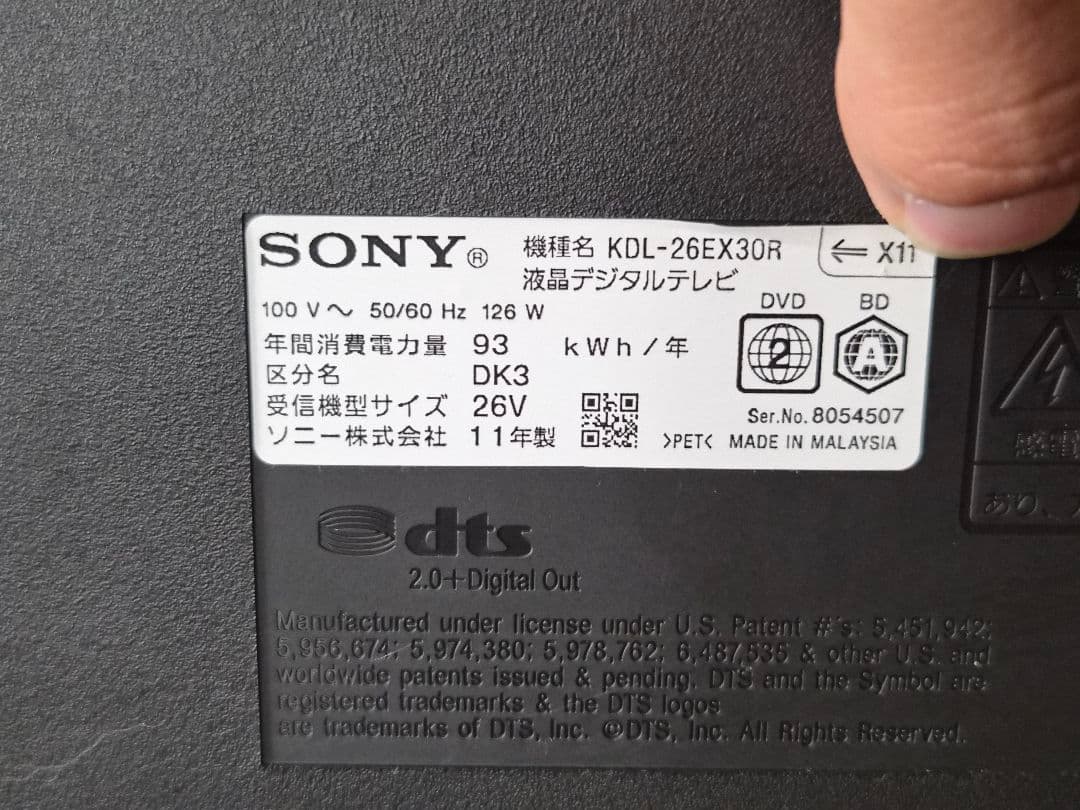 SONY® 機種名 KDL-26EX30R ⇐ X11
液晶デジタルテレビ
100 V〜 50/60 Hz 126 W DVD BD
年間消費電力量 93 kWh/年
2 A
区分名 DK3
受信機型サイズ 26V Ser.No. 8054507
ソニー株式会社 11年製 >PET< MADE IN MALAYSIA
dts
2.0+Digital Out
Manufactured under license under U.S. Patent #'s: 5,451,942;
5,956,674; 5,974,380; 5,978,762; 6,487,535 & other U.S. and
worldwide patents issued & pending. DTS and the Symbol are
registered trademarks & the DTS logos
are trademarks of DTS, Inc. ©DTS, Inc. All Rights Reserved.
あり、